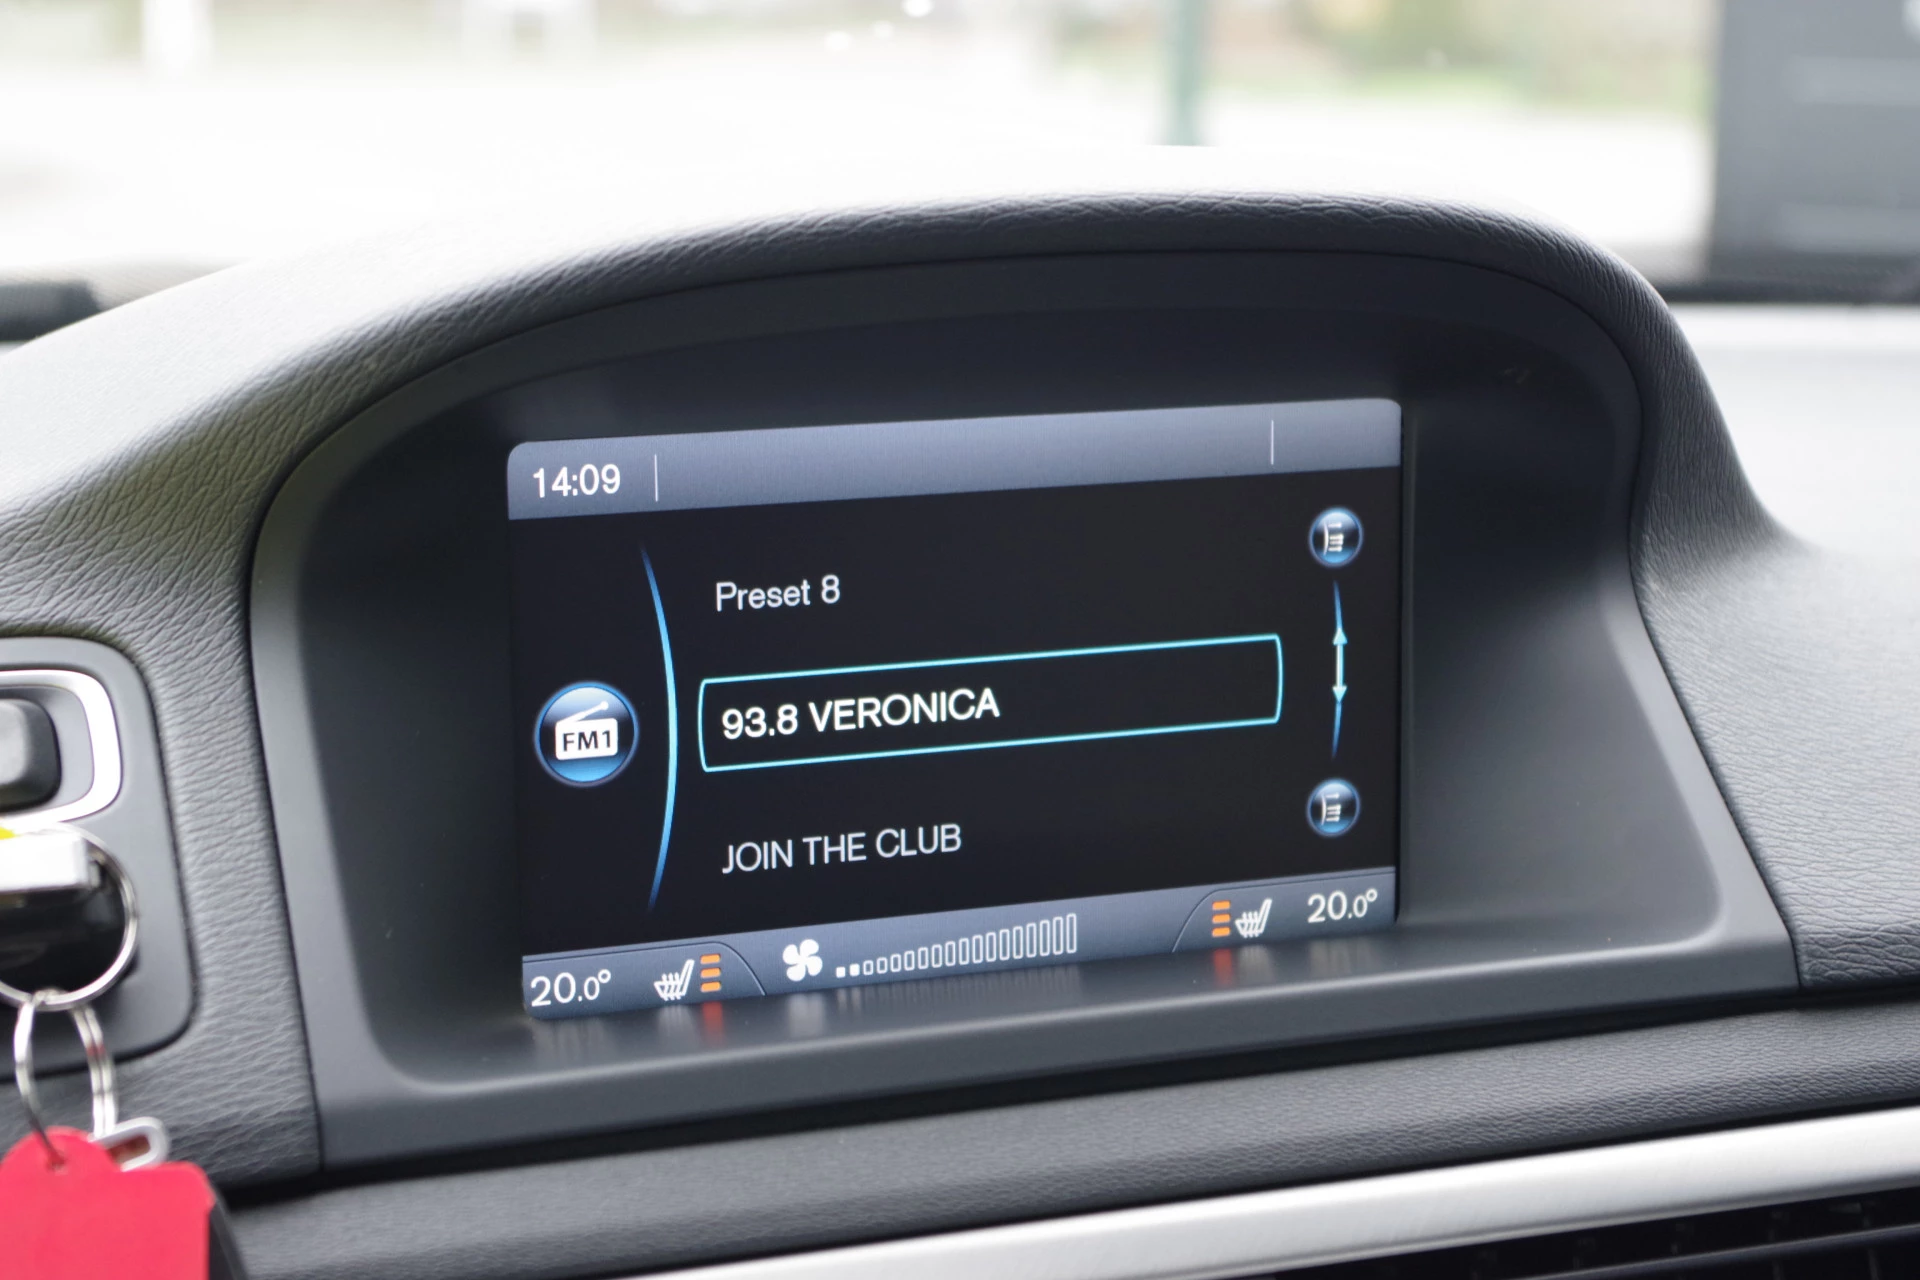 14:09
Preset 8
FM1
93.8 VERONICA
JOIN THE CLUB
20.0°
20.0°